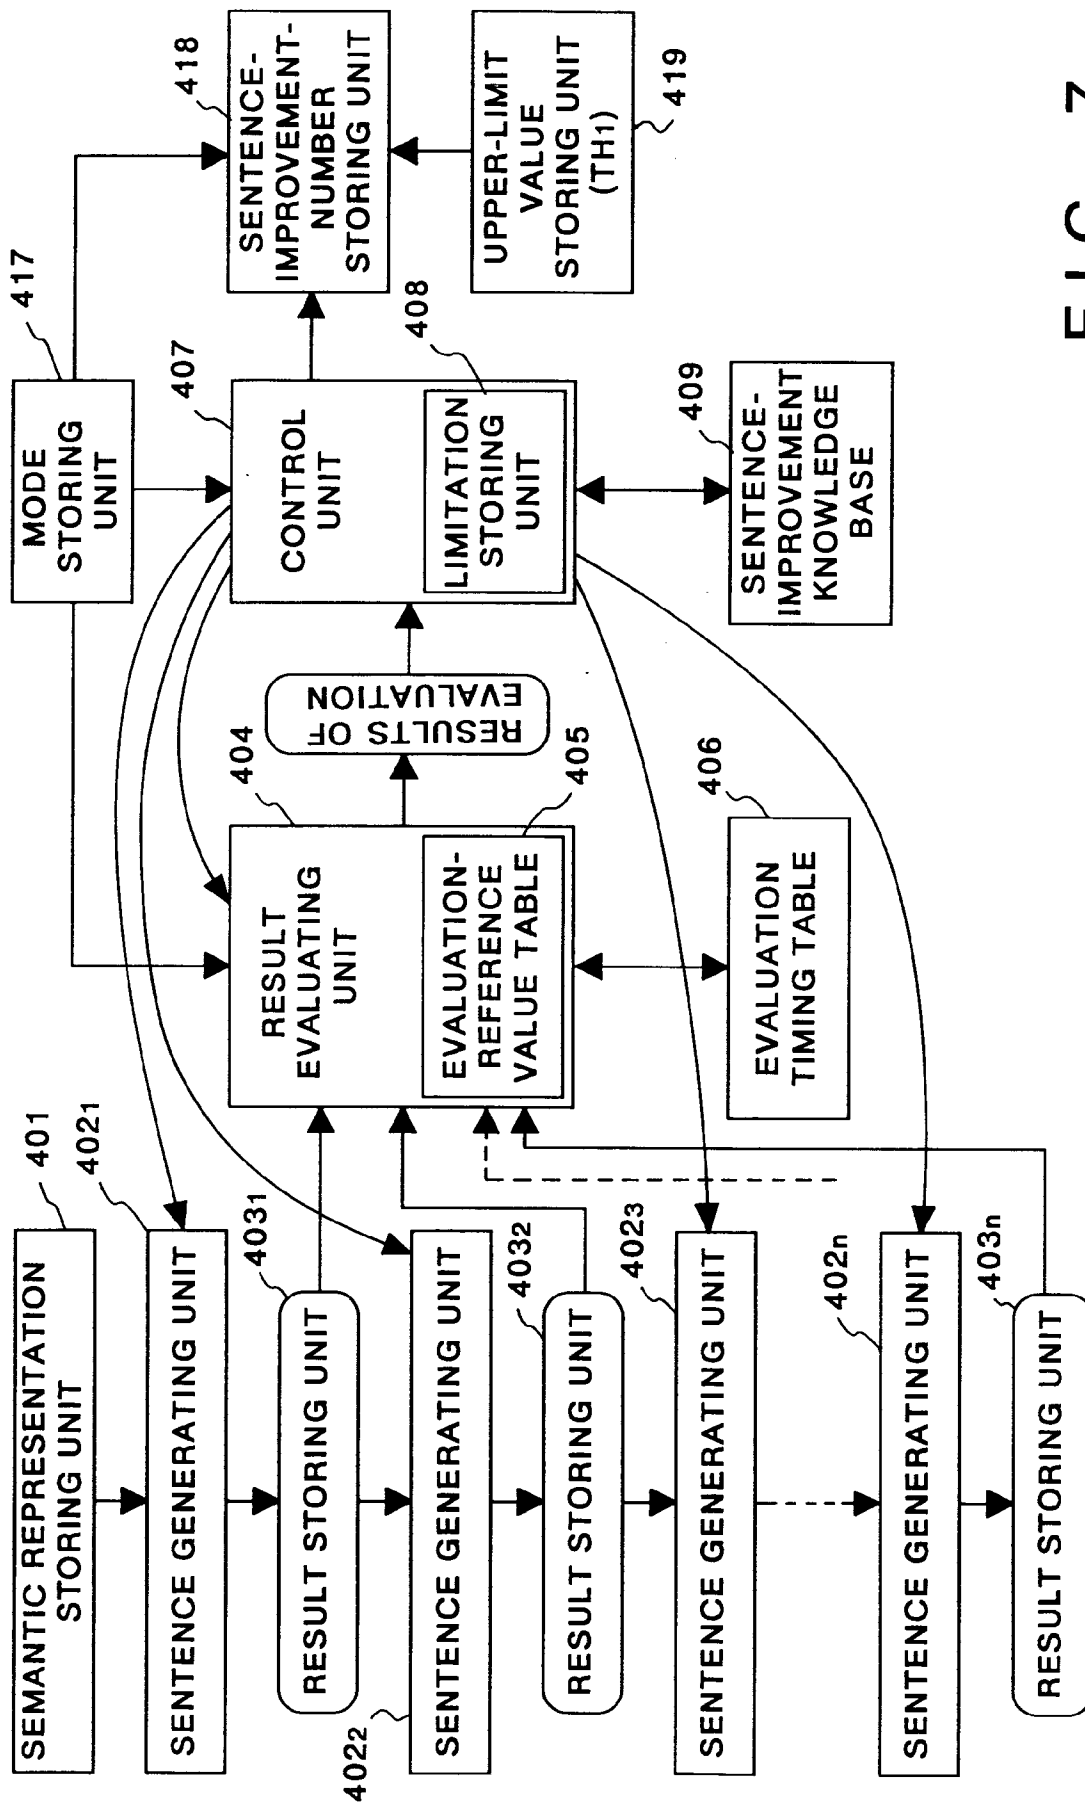 SEMANTIC REPRESENTATION
STORING UNIT
401
SENTENCE GENERATING UNIT
4021
RESULT STORING UNIT
4031
SENTENCE GENERATING UNIT
4022
RESULT STORING UNIT
4032
SENTENCE GENERATING UNIT
4023
SENTENCE GENERATING UNIT
402n
RESULT STORING UNIT
403n
RESULT
EVALUATING
UNIT
404
EVALUATION-
REFERENCE
VALUE TABLE
405
EVALUATION
TIMING TABLE
406
RESULTS OF
EVALUATION
MODE
STORING
UNIT
417
CONTROL
UNIT
407
LIMITATION
STORING
UNIT
408
SENTENCE-
IMPROVEMENT
KNOWLEDGE
BASE
409
SENTENCE-
IMPROVEMENT-
NUMBER
STORING UNIT
418
UPPER-LIMIT
VALUE
STORING UNIT
(TH1)
419